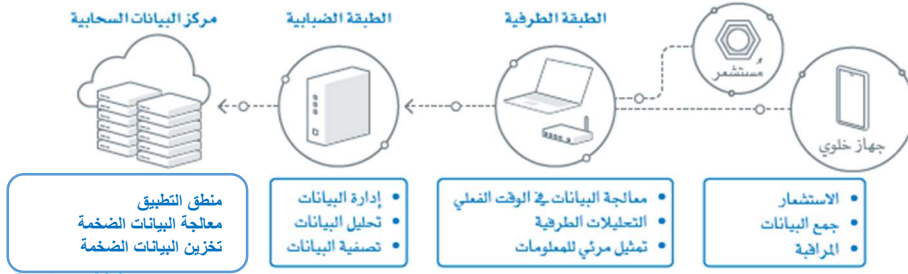 مركز البيانات السحابية
الطبقة الضبابية
الطبقة الطرفية
مستشعر
جهاز خلوي
الاستشعار
جمع البيانات
المراقبة
معالجة البيانات في الوقت الفعلي
التحليلات الطرفية
تمثيل مرئي للمعلومات
إدارة البيانات
تحليل البيانات
تصفية البيانات
منطق التطبيق
معالجة البيانات الضخمة
تخزين البيانات الضخمة